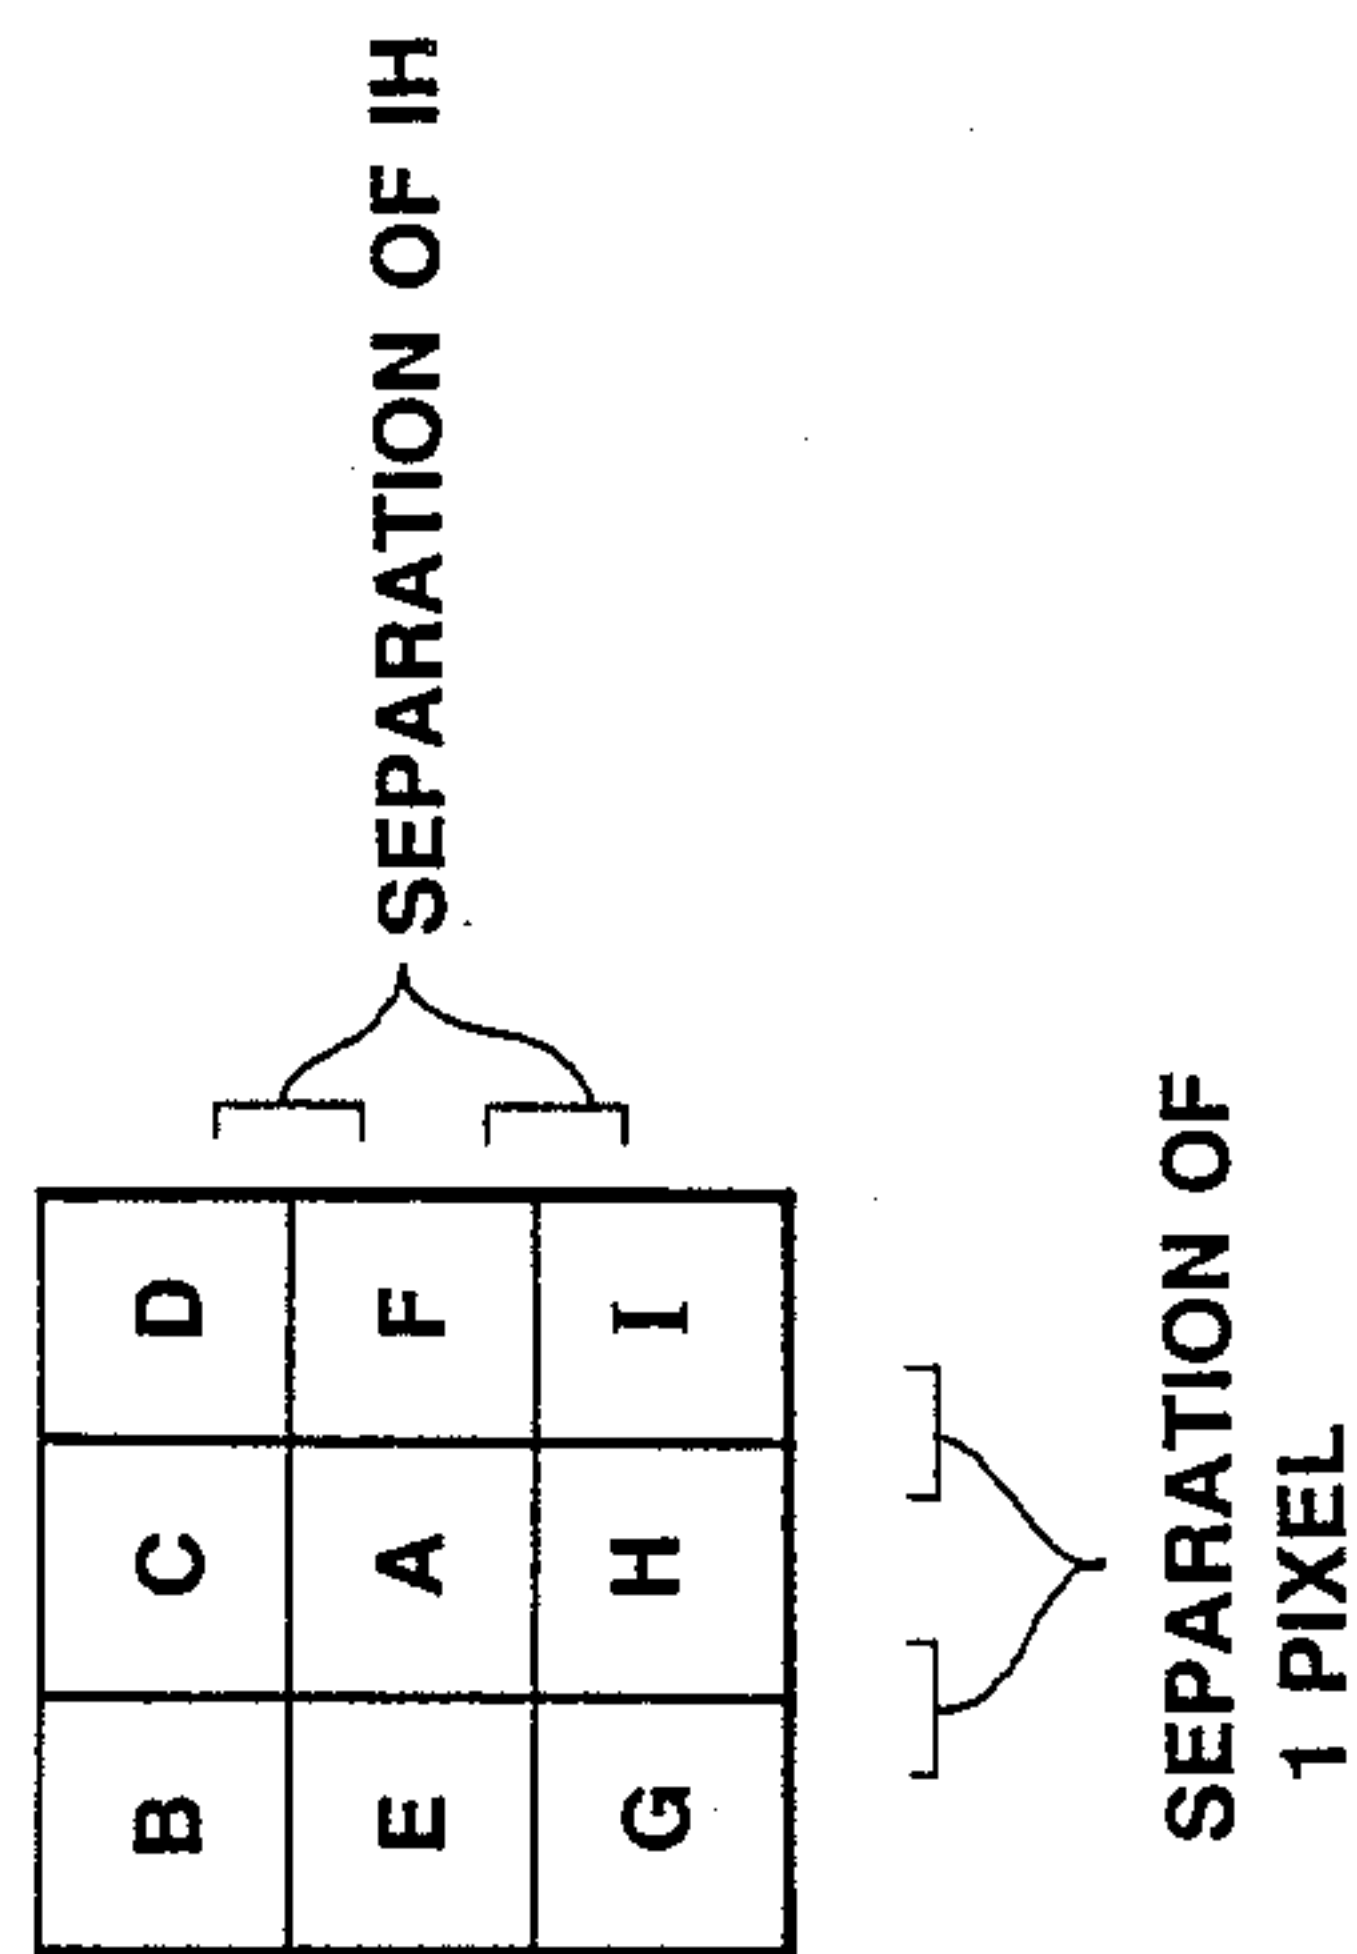 B C D
E A F SEPARATION OF IH
G H I
SEPARATION OF
1 PIXEL